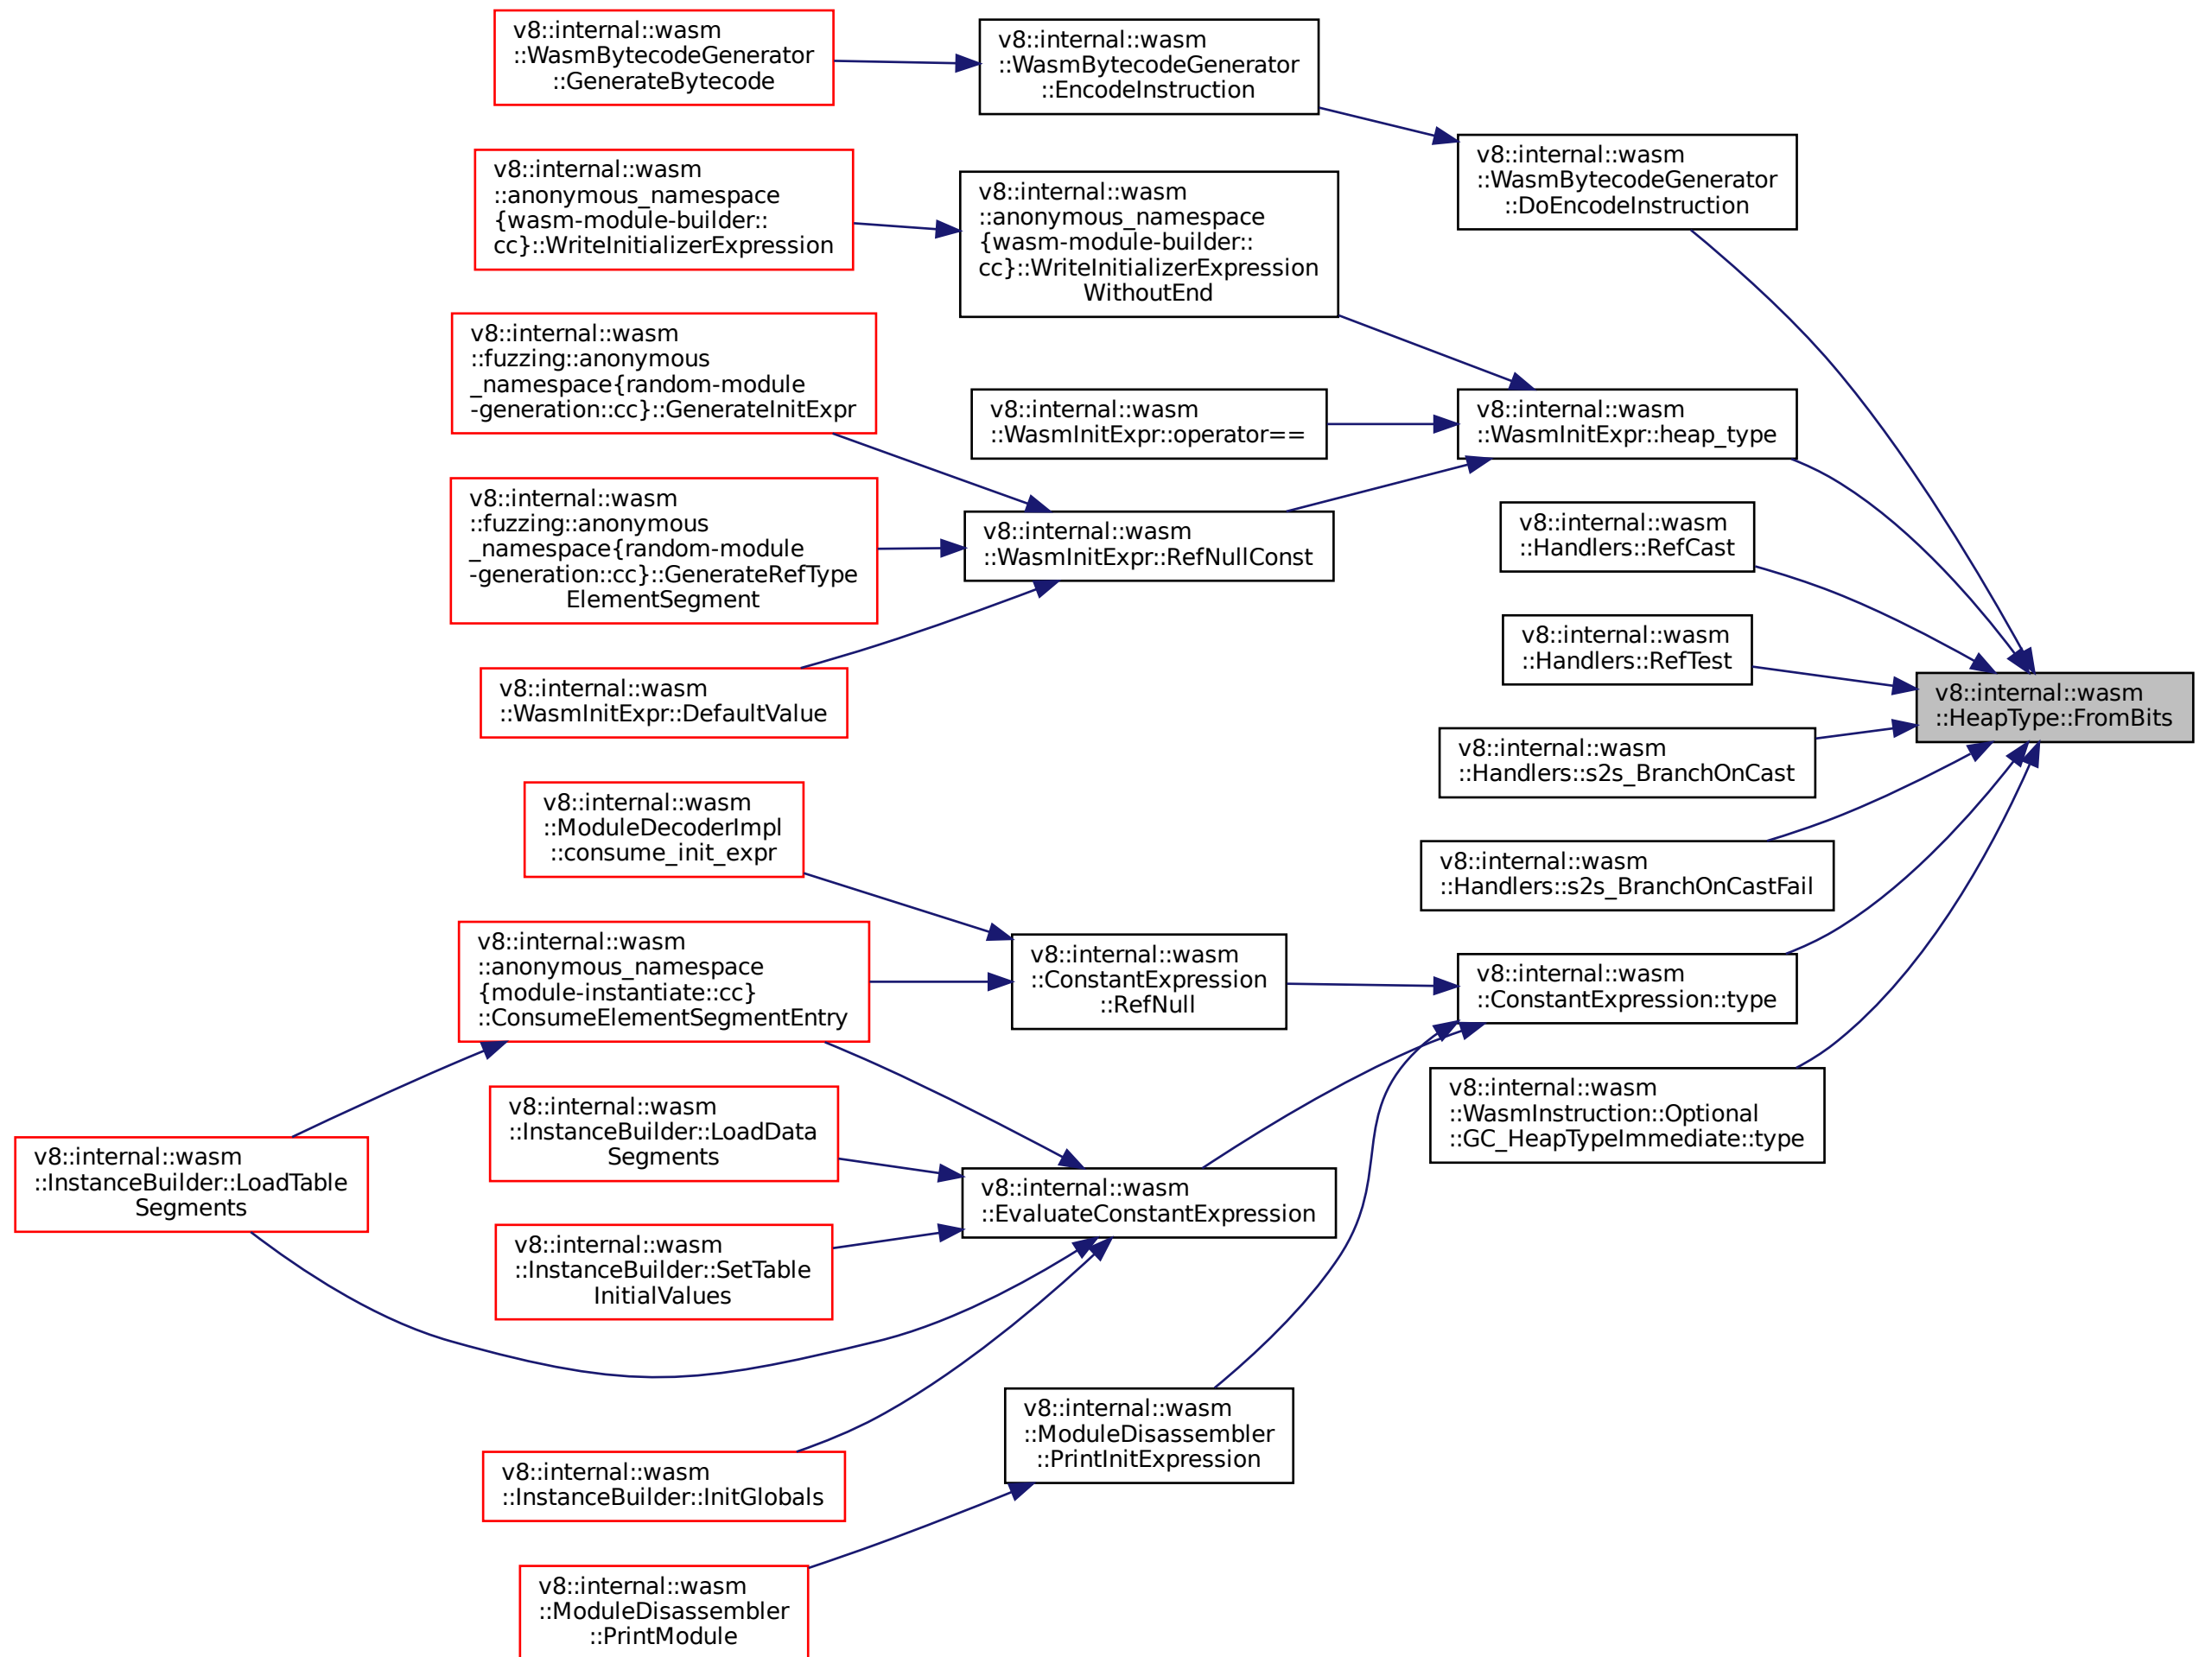 v8::internal::wasm
::WasmBytecodeGenerator
::GenerateBytecode
v8::internal::wasm
::WasmBytecodeGenerator
::EncodeInstruction
v8::internal::wasm
::WasmBytecodeGenerator
::DoEncodeInstruction
v8::internal::wasm
::anonymous_namespace
{wasm-module-builder::
cc}::WriteInitializerExpression
v8::internal::wasm
::anonymous_namespace
{wasm-module-builder::
cc}::WriteInitializerExpression
WithoutEnd
v8::internal::wasm
::fuzzing::anonymous
_namespace{random-module
-generation::cc}::GenerateInitExpr
v8::internal::wasm
::WasmInitExpr::operator==
v8::internal::wasm
::WasmInitExpr::heap_type
v8::internal::wasm
::fuzzing::anonymous
_namespace{random-module
-generation::cc}::GenerateRefType
ElementSegment
v8::internal::wasm
::WasmInitExpr::RefNullConst
v8::internal::wasm
::Handlers::RefCast
v8::internal::wasm
::Handlers::RefTest
v8::internal::wasm
::WasmInitExpr::DefaultValue
v8::internal::wasm
::HeapType::FromBits
v8::internal::wasm
::Handlers::s2s_BranchOnCast
v8::internal::wasm
::ModuleDecoderImpl
::consume_init_expr
v8::internal::wasm
::Handlers::s2s_BranchOnCastFail
v8::internal::wasm
::anonymous_namespace
{module-instantiate::cc}
::ConsumeElementSegmentEntry
v8::internal::wasm
::ConstantExpression
::RefNull
v8::internal::wasm
::ConstantExpression::type
v8::internal::wasm
::WasmInstruction::Optional
::GC_HeapTypeImmediate::type
v8::internal::wasm
::InstanceBuilder::LoadData
Segments
v8::internal::wasm
::InstanceBuilder::LoadTable
Segments
v8::internal::wasm
::EvaluateConstantExpression
v8::internal::wasm
::InstanceBuilder::SetTable
InitialValues
v8::internal::wasm
::ModuleDisassembler
::PrintInitExpression
v8::internal::wasm
::InstanceBuilder::InitGlobals
v8::internal::wasm
::ModuleDisassembler
::PrintModule